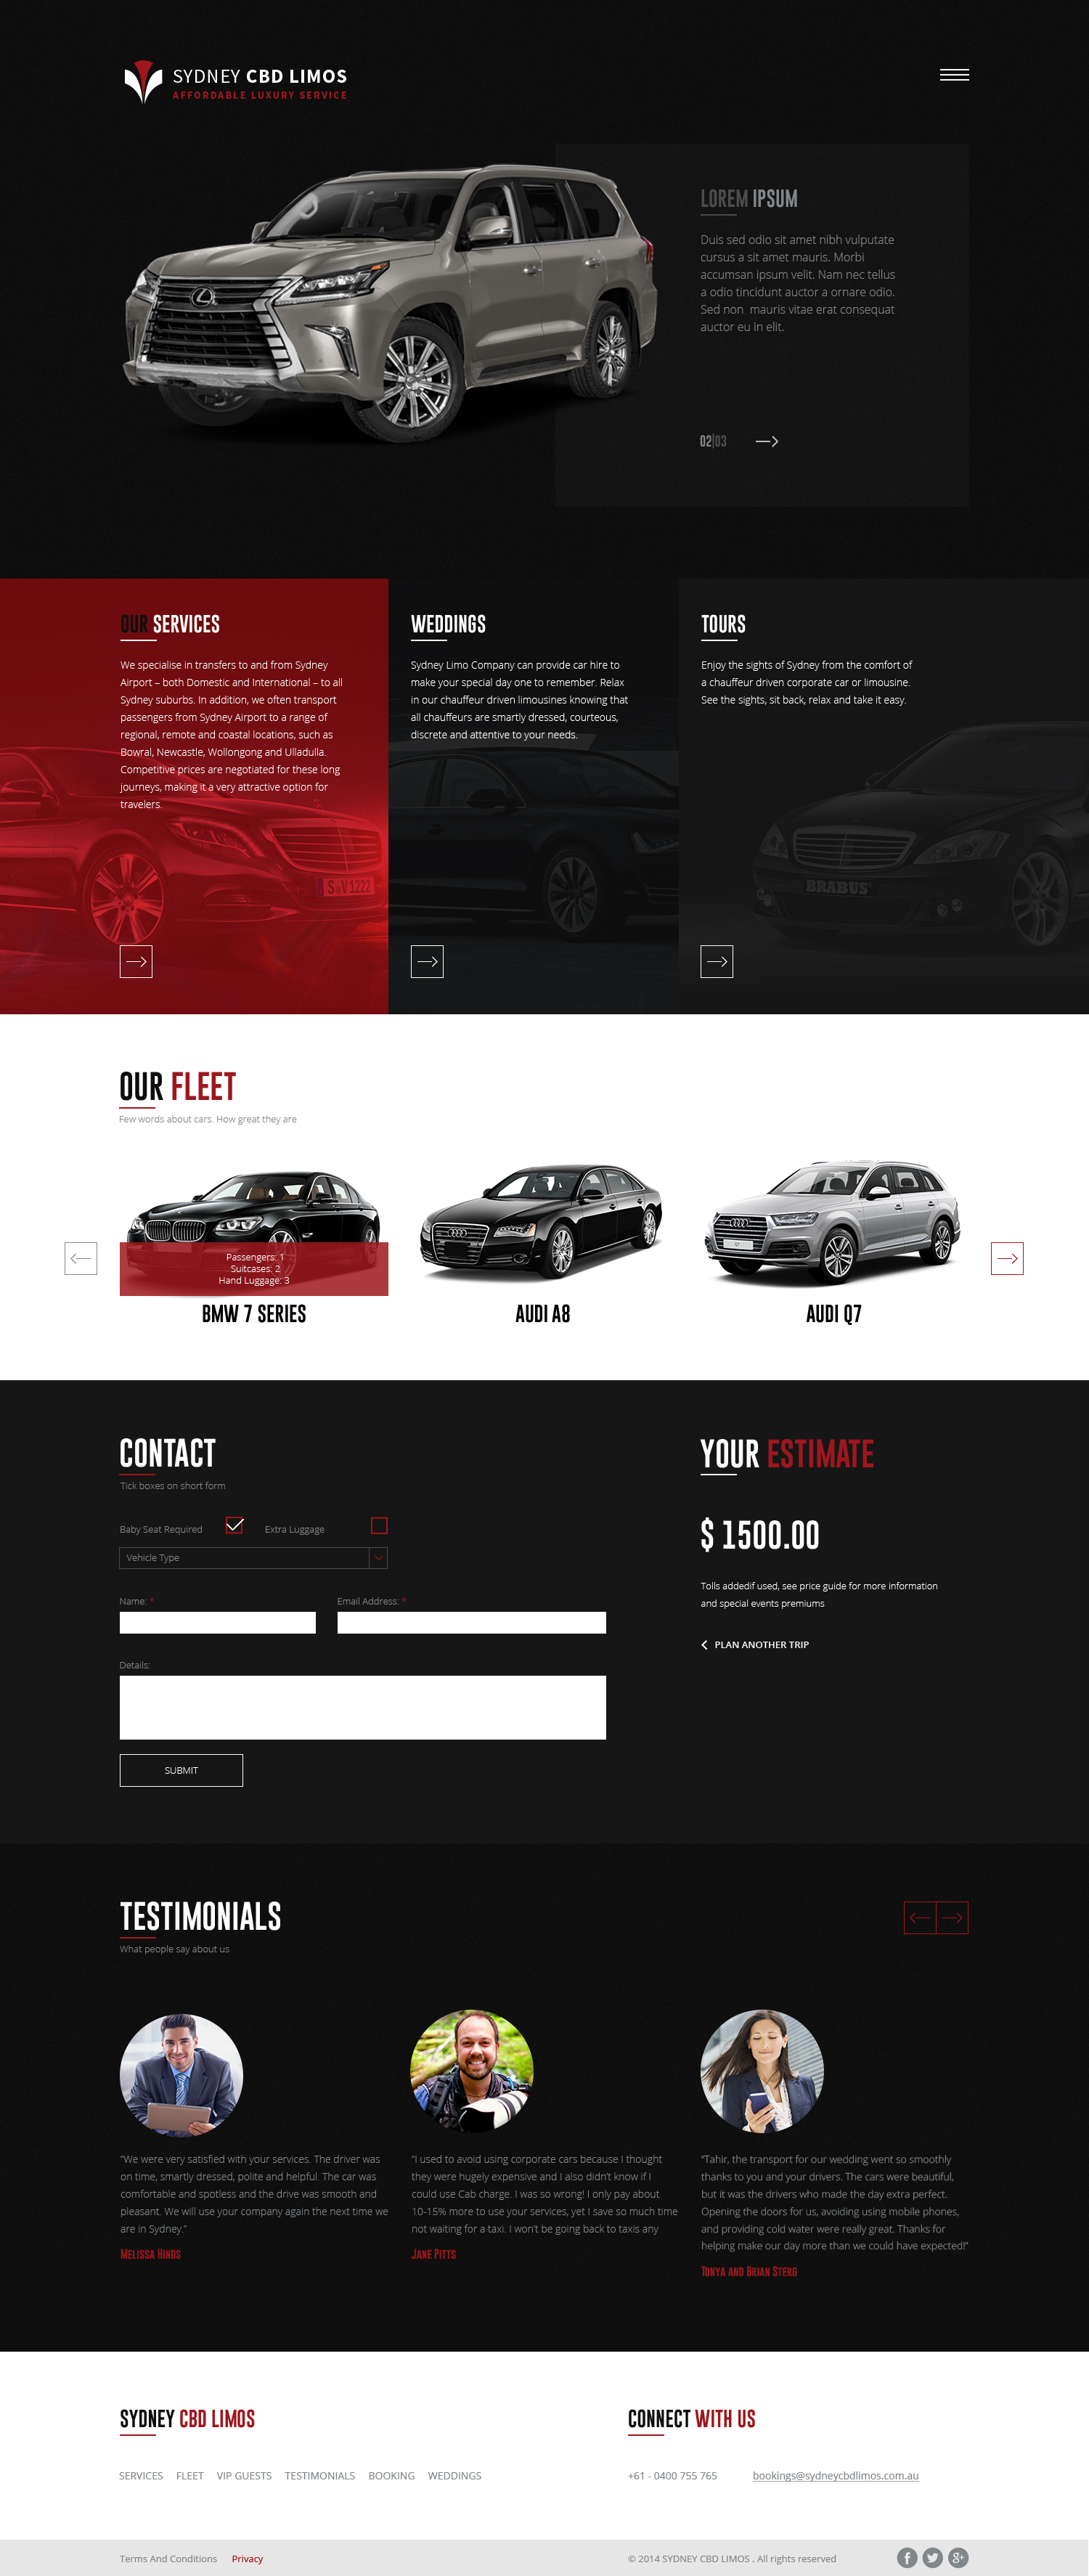 SYDNEY CBD LIMOS
AFFORDABLE LUXURY SERVICE
LOREM IPSUM
Duis sed odio sit amet nibh vulputate
cursus a sit amet mauris. Morbi
accumsan ipsum velit. Nam nec tellus
a odio tincidunt auctor a ornare odio.
Sed non mauris vitae erat consequat
auctor eu in elit.
02|03
OUR SERVICES
We specialise in transfers to and from Sydney
Airport – both Domestic and International – to all
Sydney suburbs. In addition, we often transport
passengers from Sydney Airport to a range of
regional, remote and coastal locations, such as
Bowral, Newcastle, Wollongong and Ulladulla.
Competitive prices are negotiated for these long
journeys, making it a very attractive option for
travelers.
S V 1222
WEDDINGS
Sydney Limo Company can provide car hire to
make your special day one to remember. Relax
in our chauffeur driven limousines knowing that
all chauffeurs are smartly dressed, courteous,
discrete and attentive to your needs.
TOURS
Enjoy the sights of Sydney from the comfort of
a chauffeur driven corporate car or limousine.
See the sights, sit back, relax and take it easy.
BRABUS
OUR FLEET
Few words about cars. How great they are
Passengers: 1
Suitcases: 2
Hand Luggage: 3
BMW 7 SERIES
AUDI A8
AUDI Q7
CONTACT
Tick boxes on short form
Baby Seat Required
Extra Luggage
Vehicle Type
Name: *
Email Address: *
Details:
SUBMIT
YOUR ESTIMATE
$ 1500.00
Tolls addedif used, see price guide for more information
and special events premiums
PLAN ANOTHER TRIP
TESTIMONIALS
What people say about us
“We were very satisfied with your services. The driver was
on time, smartly dressed, polite and helpful. The car was
comfortable and spotless and the drive was smooth and
pleasant. We will use your company again the next time we
are in Sydney.”
MELISSA HINDS
“I used to avoid using corporate cars because I thought
they were hugely expensive and I also didn’t know if I
could use Cab charge. I was so wrong! I only pay about
10-15% more to use your services, yet I save so much time
not waiting for a taxi. I won’t be going back to taxis any
JANE PITTS
“Tahir, the transport for our wedding went so smoothly
thanks to you and your drivers. The cars were beautiful,
but it was the drivers who made the day extra perfect.
Opening the doors for us, avoiding using mobile phones,
and providing cold water were really great. Thanks for
helping make our day more than we could have expected!”
TONYA AND BRIAN STERG
SYDNEY CBD LIMOS
SERVICES FLEET VIP GUESTS TESTIMONIALS BOOKING WEDDINGS
CONNECT WITH US
+61 - 0400 755 765
bookings@sydneycbdlimos.com.au
Terms And Conditions Privacy
© 2014 SYDNEY CBD LIMOS . All rights reserved